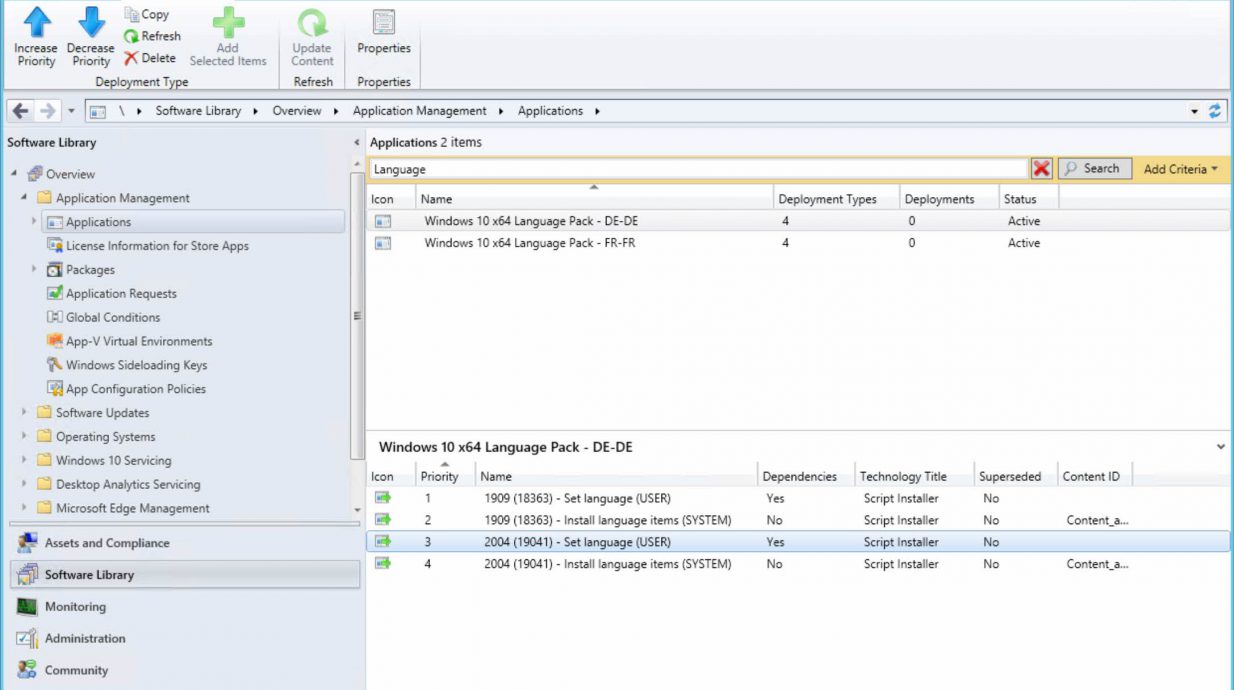 Increase Priority
Decrease Priority
Copy
Refresh
Delete
Add Selected Items
Update Content
Properties
Deployment Type
Refresh
Properties
\ Software Library Overview Application Management Applications
Software Library
Overview
Application Management
Applications
License Information for Store Apps
Packages
Application Requests
Global Conditions
App-V Virtual Environments
Windows Sideloading Keys
App Configuration Policies
Software Updates
Operating Systems
Windows 10 Servicing
Desktop Analytics Servicing
Microsoft Edge Management
Assets and Compliance
Software Library
Monitoring
Administration
Community
Applications 2 items
Language Search Add Criteria
Icon Name Deployment Types Deployments Status
Windows 10 x64 Language Pack - DE-DE 4 0 Active
Windows 10 x64 Language Pack - FR-FR 4 0 Active
Windows 10 x64 Language Pack - DE-DE
Icon Priority Name Dependencies Technology Title Superseded Content ID
1 1909 (18363) - Set language (USER) Yes Script Installer No
2 1909 (18363) - Install language items (SYSTEM) No Script Installer No Content_a...
3 2004 (19041) - Set language (USER) Yes Script Installer No
4 2004 (19041) - Install language items (SYSTEM) No Script Installer No Content_a...